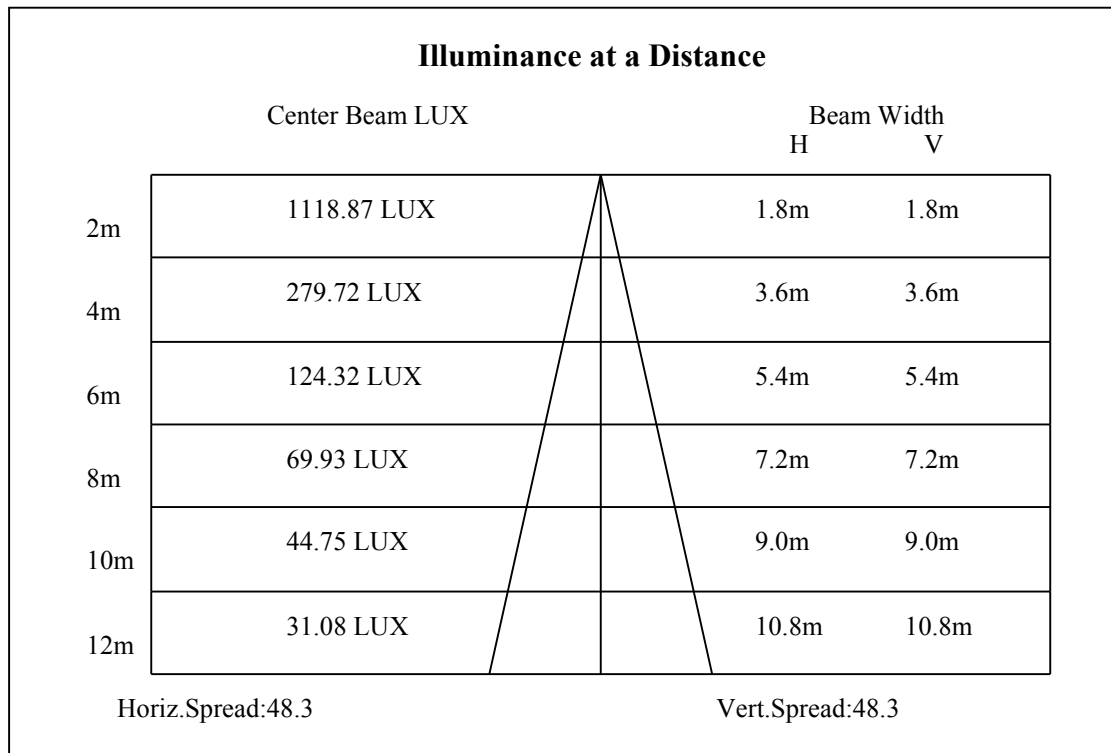 Illuminance at a Distance
Center Beam LUX Beam Width
H V
2m 1118.87 LUX 1.8m 1.8m
4m 279.72 LUX 3.6m 3.6m
6m 124.32 LUX 5.4m 5.4m
8m 69.93 LUX 7.2m 7.2m
10m 44.75 LUX 9.0m 9.0m
12m 31.08 LUX 10.8m 10.8m
Horiz.Spread:48.3 Vert.Spread:48.3